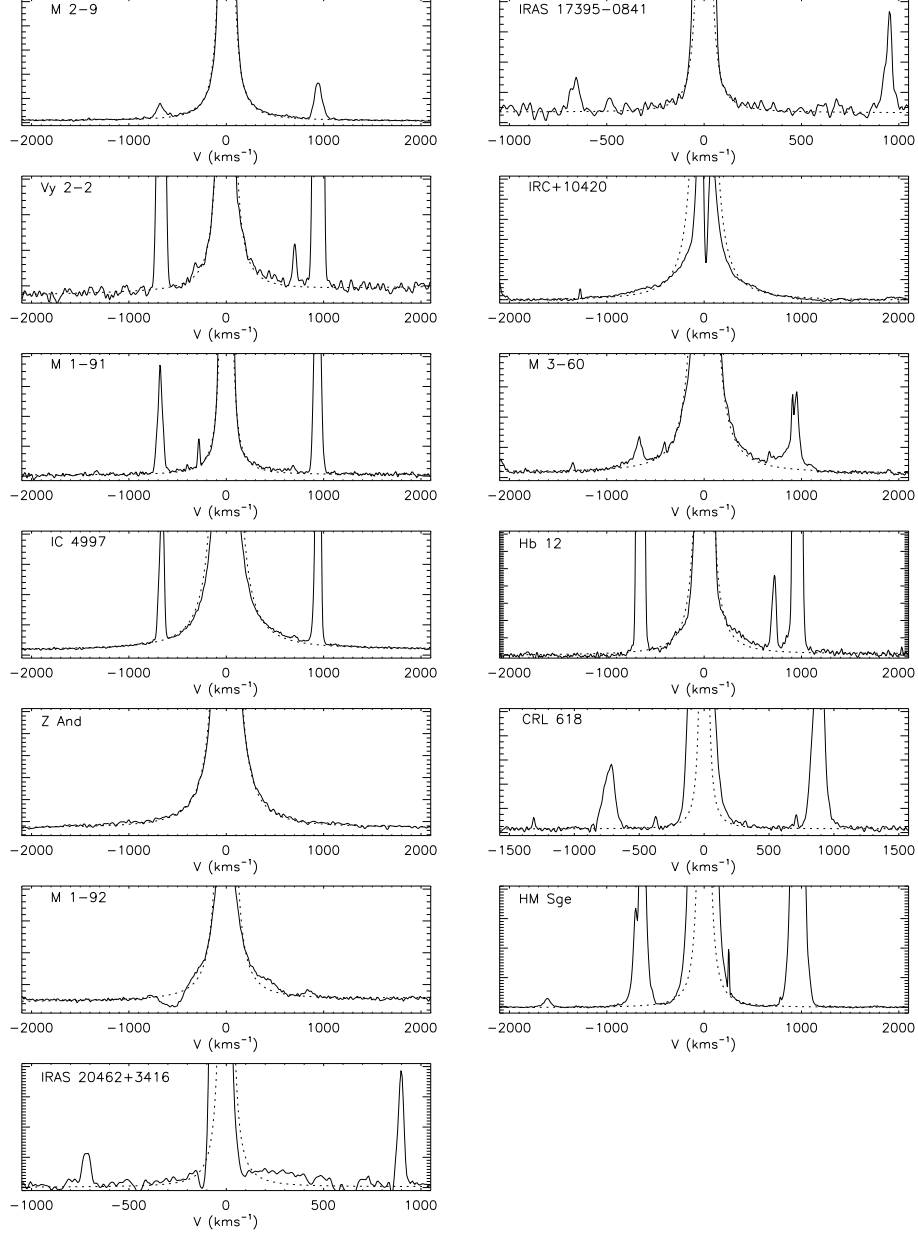 M 2−9
−2000 −1000 0 1000 2000
V (kms⁻¹)
IRAS 17395−0841
−1000 −500 0 500 1000
V (kms⁻¹)
Vy 2−2
−2000 −1000 0 1000 2000
V (kms⁻¹)
IRC+10420
−2000 −1000 0 1000 2000
V (kms⁻¹)
M 1−91
−2000 −1000 0 1000 2000
V (kms⁻¹)
M 3−60
−2000 −1000 0 1000 2000
V (kms⁻¹)
IC 4997
−2000 −1000 0 1000 2000
V (kms⁻¹)
Hb 12
−2000 −1000 0 1000 2000
V (kms⁻¹)
Z And
−2000 −1000 0 1000 2000
V (kms⁻¹)
CRL 618
−1500 −1000 −500 0 500 1000 1500
V (kms⁻¹)
M 1−92
−2000 −1000 0 1000 2000
V (kms⁻¹)
HM Sge
−2000 −1000 0 1000 2000
V (kms⁻¹)
IRAS 20462+3416
−1000 −500 0 500 1000
V (kms⁻¹)